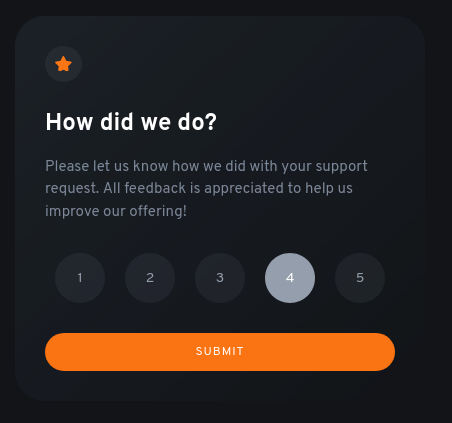 How did we do?
Please let us know how we did with your support
request. All feedback is appreciated to help us
improve our offering!
1 2 3 4 5
SUBMIT